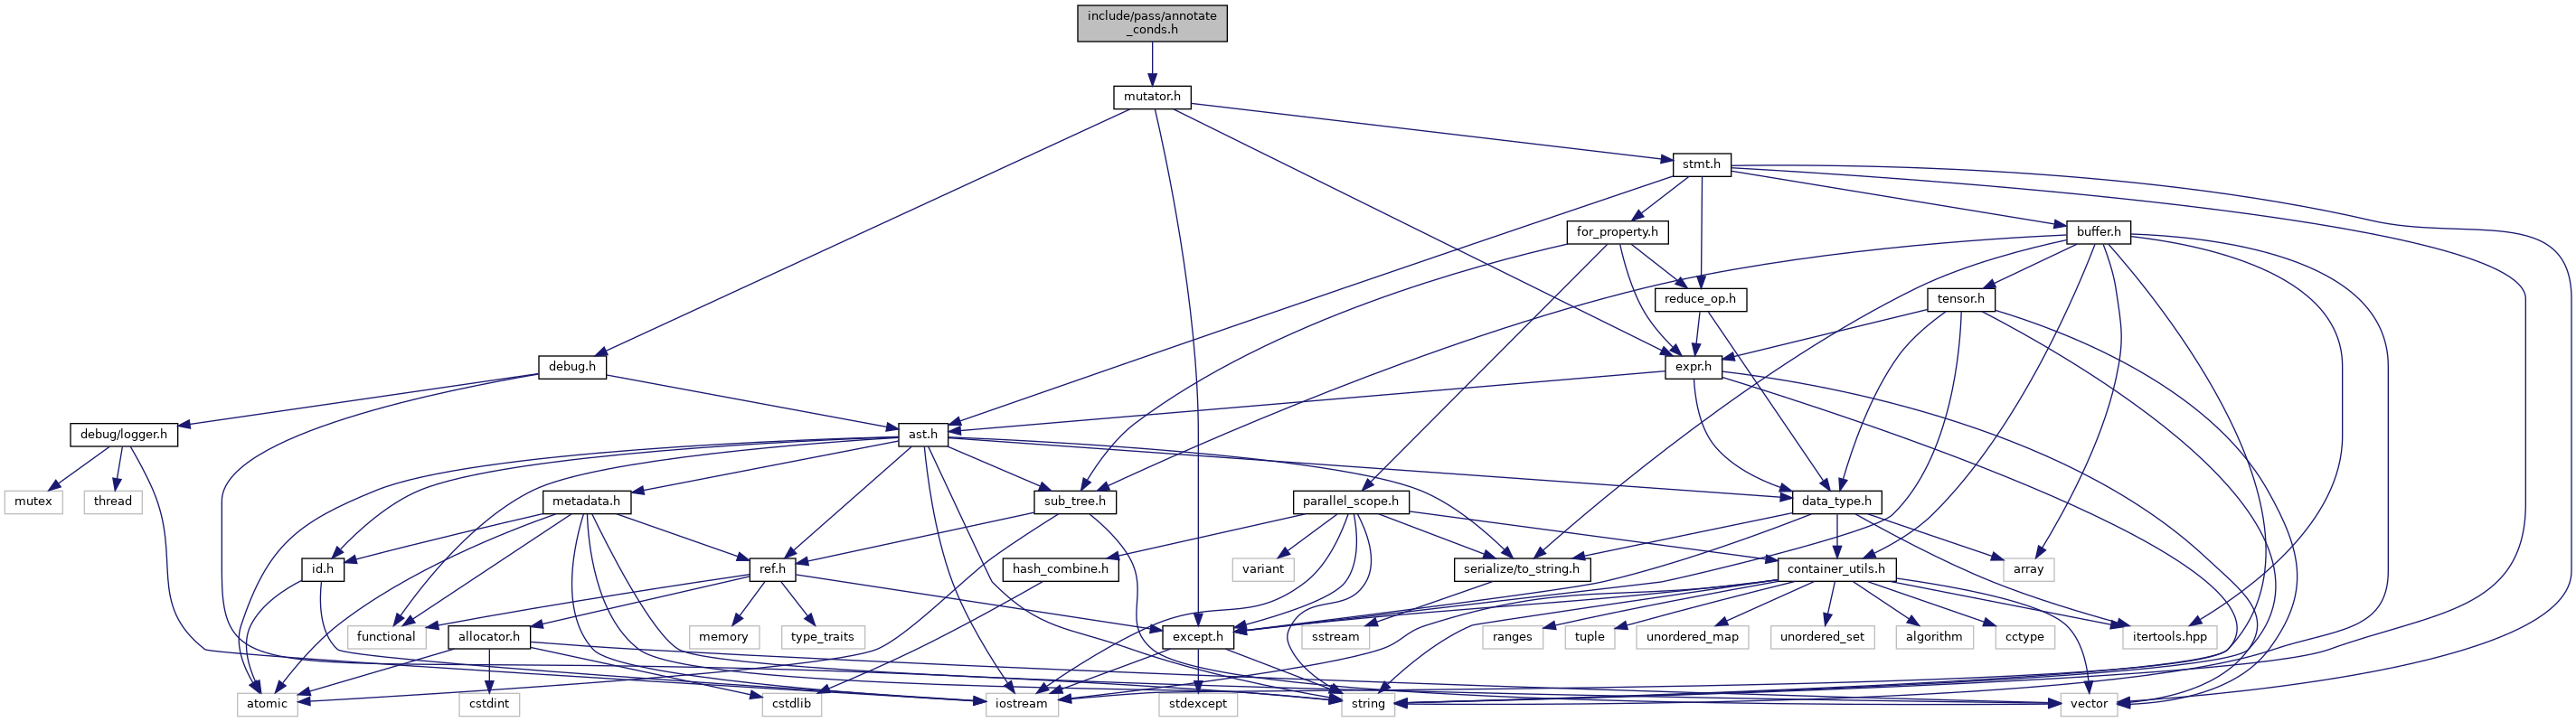 include/pass/annotate
_conds.h
mutator.h
stmt.h
for_property.h
buffer.h
reduce_op.h
tensor.h
debug.h
expr.h
debug/logger.h
ast.h
mutex
thread
metadata.h
sub_tree.h
parallel_scope.h
data_type.h
id.h
ref.h
hash_combine.h
variant
serialize/to_string.h
container_utils.h
array
functional
allocator.h
memory
type_traits
except.h
sstream
ranges
tuple
unordered_map
unordered_set
algorithm
cctype
itertools.hpp
atomic
cstdint
cstdlib
iostream
stdexcept
string
vector